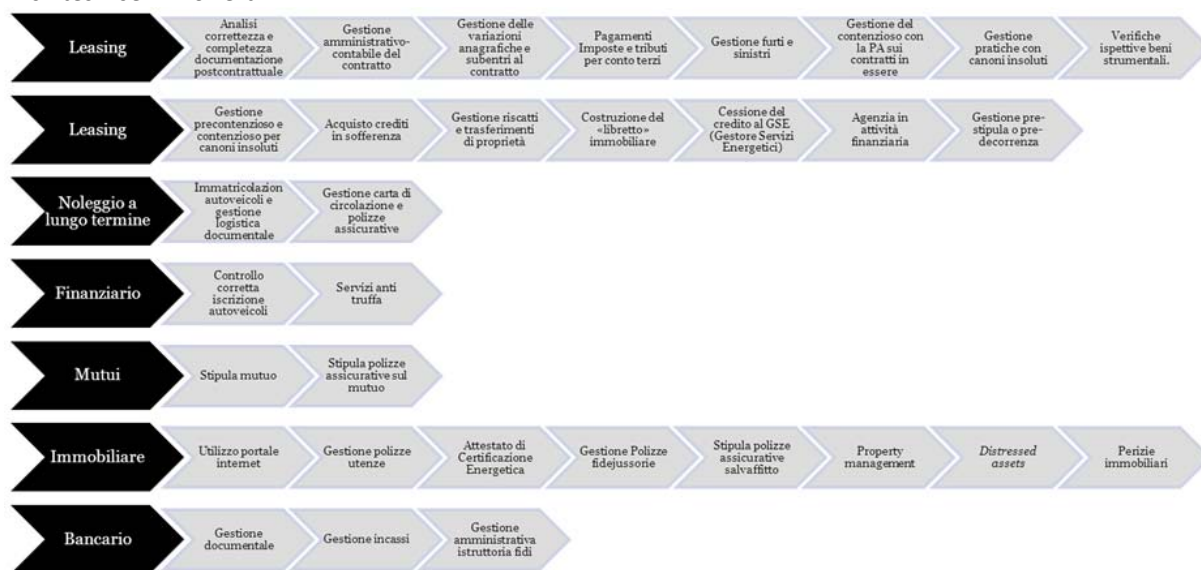 Leasing
Analisi
correttezza e
completezza
documentazione
postcontrattuale
Gestione
amministrativo-
contabile del
contratto
Gestione delle
variazioni
anagrafiche e
subentri al
contratto
Pagamenti
Imposte e tributi
per conto terzi
Gestione furti e
sinistri
Gestione del
contenzioso con
la PA sui
contratti in
essere
Gestione
pratiche con
canoni insoluti
Verifiche
ispettive beni
strumentali.
Leasing
Gestione
precontenzioso e
contenzioso per
canoni insoluti
Acquisto crediti
in sofferenza
Gestione riscatti
e trasferimenti
di proprietà
Costruzione del
«libretto»
immobiliare
Cessione del
credito al GSE
(Gestore Servizi
Energetici)
Agenzia in
attività
finanziaria
Gestione pre-
stipula o pre-
decorrenza
Noleggio a
lungo termine
Immatricolazion
autoveicoli e
gestione
logistica
documentale
Gestione carta di
circolazione e
polizze
assicurative
Finanziario
Controllo
corretta
iscrizione
autoveicoli
Servizi anti
truffa
Mutui
Stipula mutuo
Stipula polizze
assicurative sul
mutuo
Immobiliare
Utilizzo portale
internet
Gestione polizze
utenze
Attestato di
Certificazione
Energetica
Gestione Polizze
fidejussorie
Stipula polizze
assicurative
salvaffitto
Property
management
Distressed
assets
Perizie
immobiliari
Bancario
Gestione
documentale
Gestione incassi
Gestione
amministrativa
istruttoria fidi